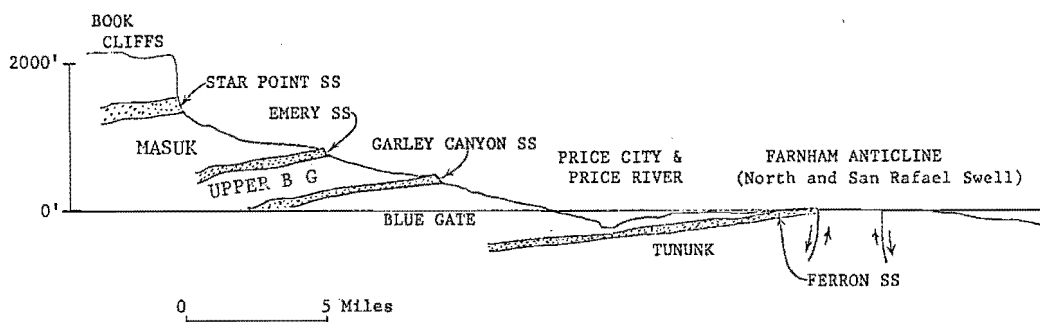 BOOK
CLIFFS
2000'
STAR POINT SS
EMERY SS
MASUK
GARLEY CANYON SS
PRICE CITY &
PRICE RIVER
FARNHAM ANTICLINE
(North and San Rafael Swell)
UPPER B G
0'
BLUE GATE
TUNUNK
FERRON SS
0
5 Miles